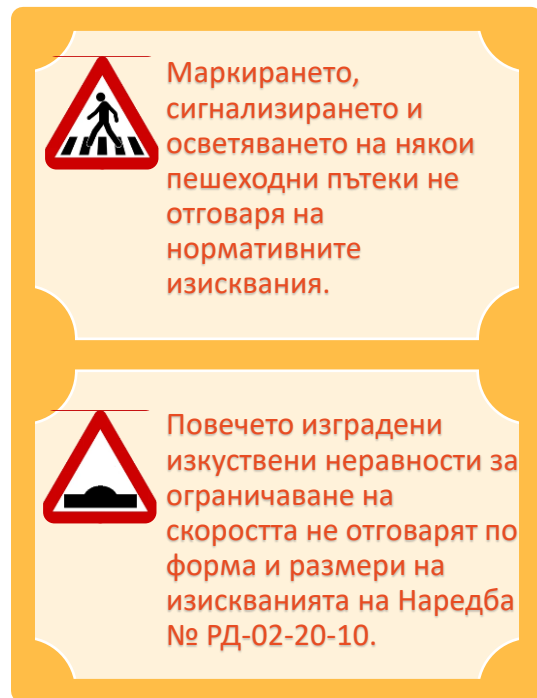 Маркирането,
сигнализирането и
осветяването на някои
пешеходни пътеки не
отговаря на
нормативните
изисквания.
Повечето изградени
изкуствени неравности за
ограничаване на
скоростта не отговарят по
форма и размери на
изискванията на Наредба
№ РД-02-20-10.